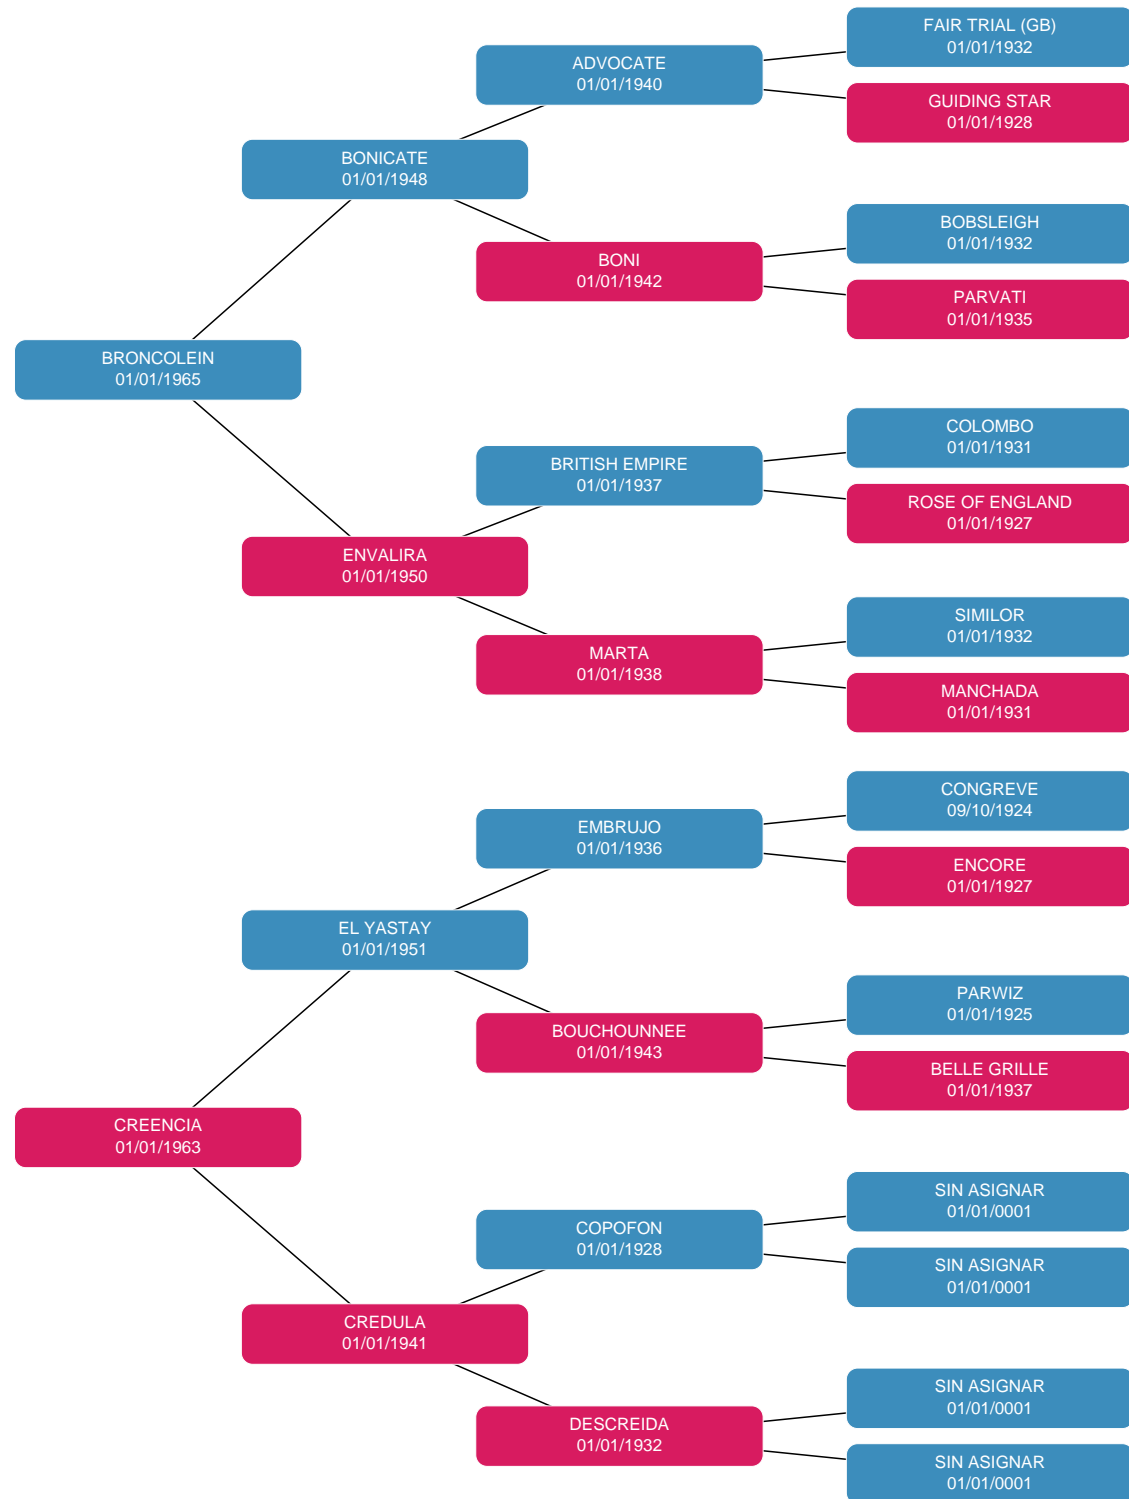 FAIR TRIAL (GB)
01/01/1932
ADVOCATE
01/01/1940
GUIDING STAR
01/01/1928
BONICATE
01/01/1948
BOBSLEIGH
01/01/1932
BONI
01/01/1942
PARVATI
01/01/1935
BRONCOLEIN
01/01/1965
COLOMBO
01/01/1931
BRITISH EMPIRE
01/01/1937
ROSE OF ENGLAND
01/01/1927
ENVALIRA
01/01/1950
SIMILOR
01/01/1932
MARTA
01/01/1938
MANCHADA
01/01/1931
CONGREVE
09/10/1924
EMBRUJO
01/01/1936
ENCORE
01/01/1927
EL YASTAY
01/01/1951
PARWIZ
01/01/1925
BOUCHOUNNEE
01/01/1943
BELLE GRILLE
01/01/1937
CREENCIA
01/01/1963
SIN ASIGNAR
01/01/0001
COPOFON
01/01/1928
SIN ASIGNAR
01/01/0001
CREDULA
01/01/1941
SIN ASIGNAR
01/01/0001
DESCREIDA
01/01/1932
SIN ASIGNAR
01/01/0001